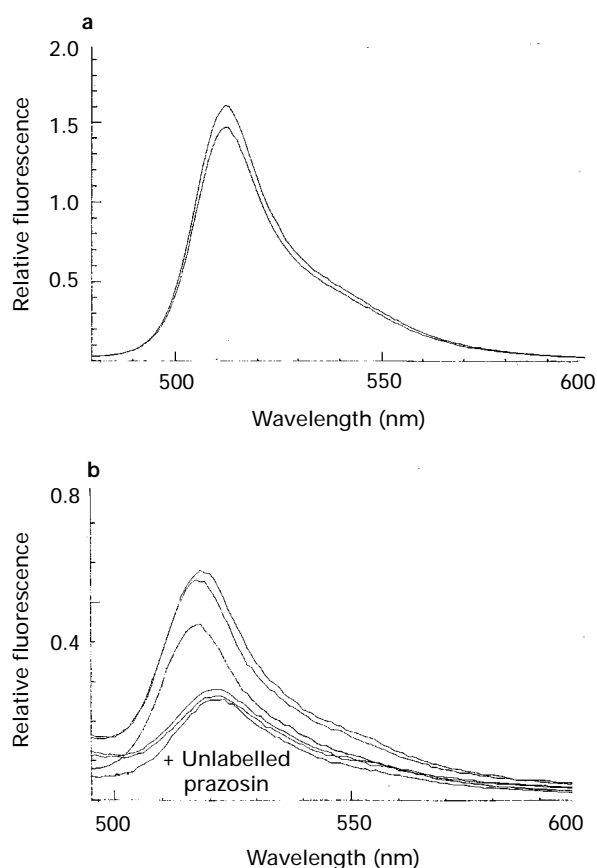 a
2.0
1.5
1.0
0.5
Relative fluorescence
500
550
600
Wavelength (nm)
b
0.8
0.4
Relative fluorescence
+ Unlabelled
prazosin
500
550
600
Wavelength (nm)